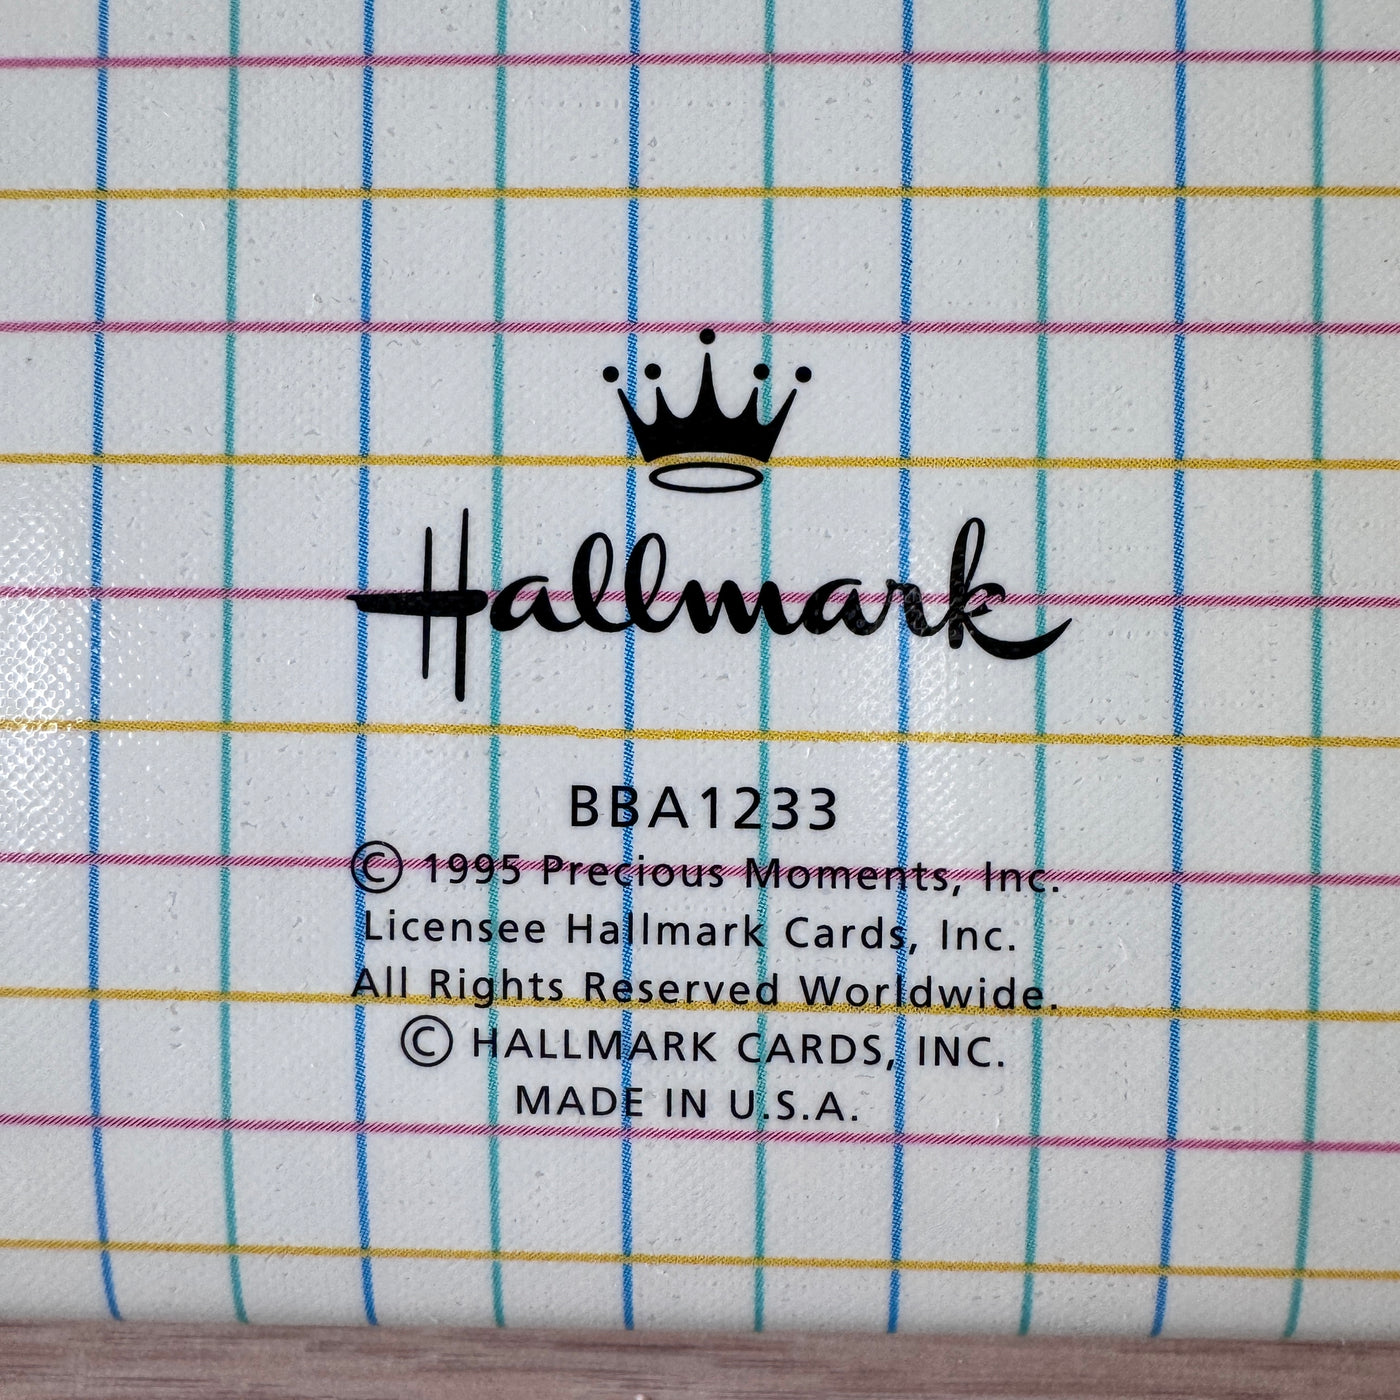 Hallmark
BBA1233
© 1995 Precious Moments, Inc.
Licensee Hallmark Cards, Inc.
All Rights Reserved Worldwide.
© HALLMARK CARDS, INC.
MADE IN U.S.A.